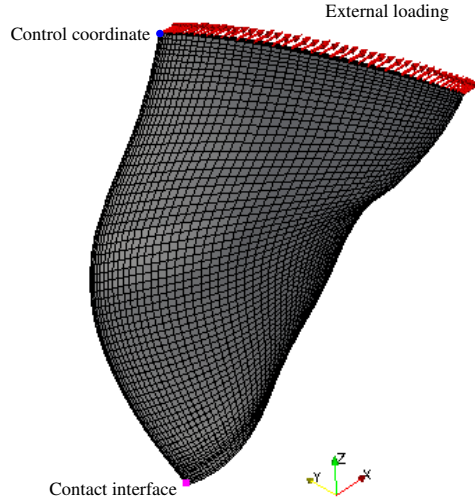 External loading
Control coordinate
Z
Y
X
Contact interface